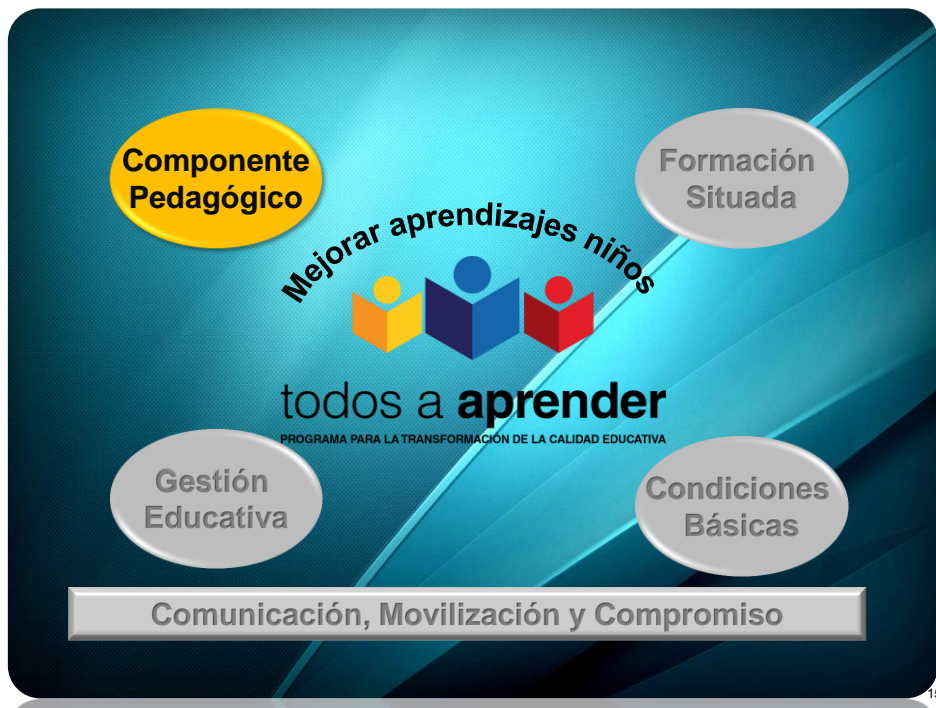 Componente
Pedagógico
Formación
Situada
Mejorar aprendizajes niños
todos a aprender
PROGRAMA PARA LA TRANSFORMACIÓN DE LA CALIDAD EDUCATIVA
Gestión
Educativa
Condiciones
Básicas
Comunicación, Movilización y Compromiso